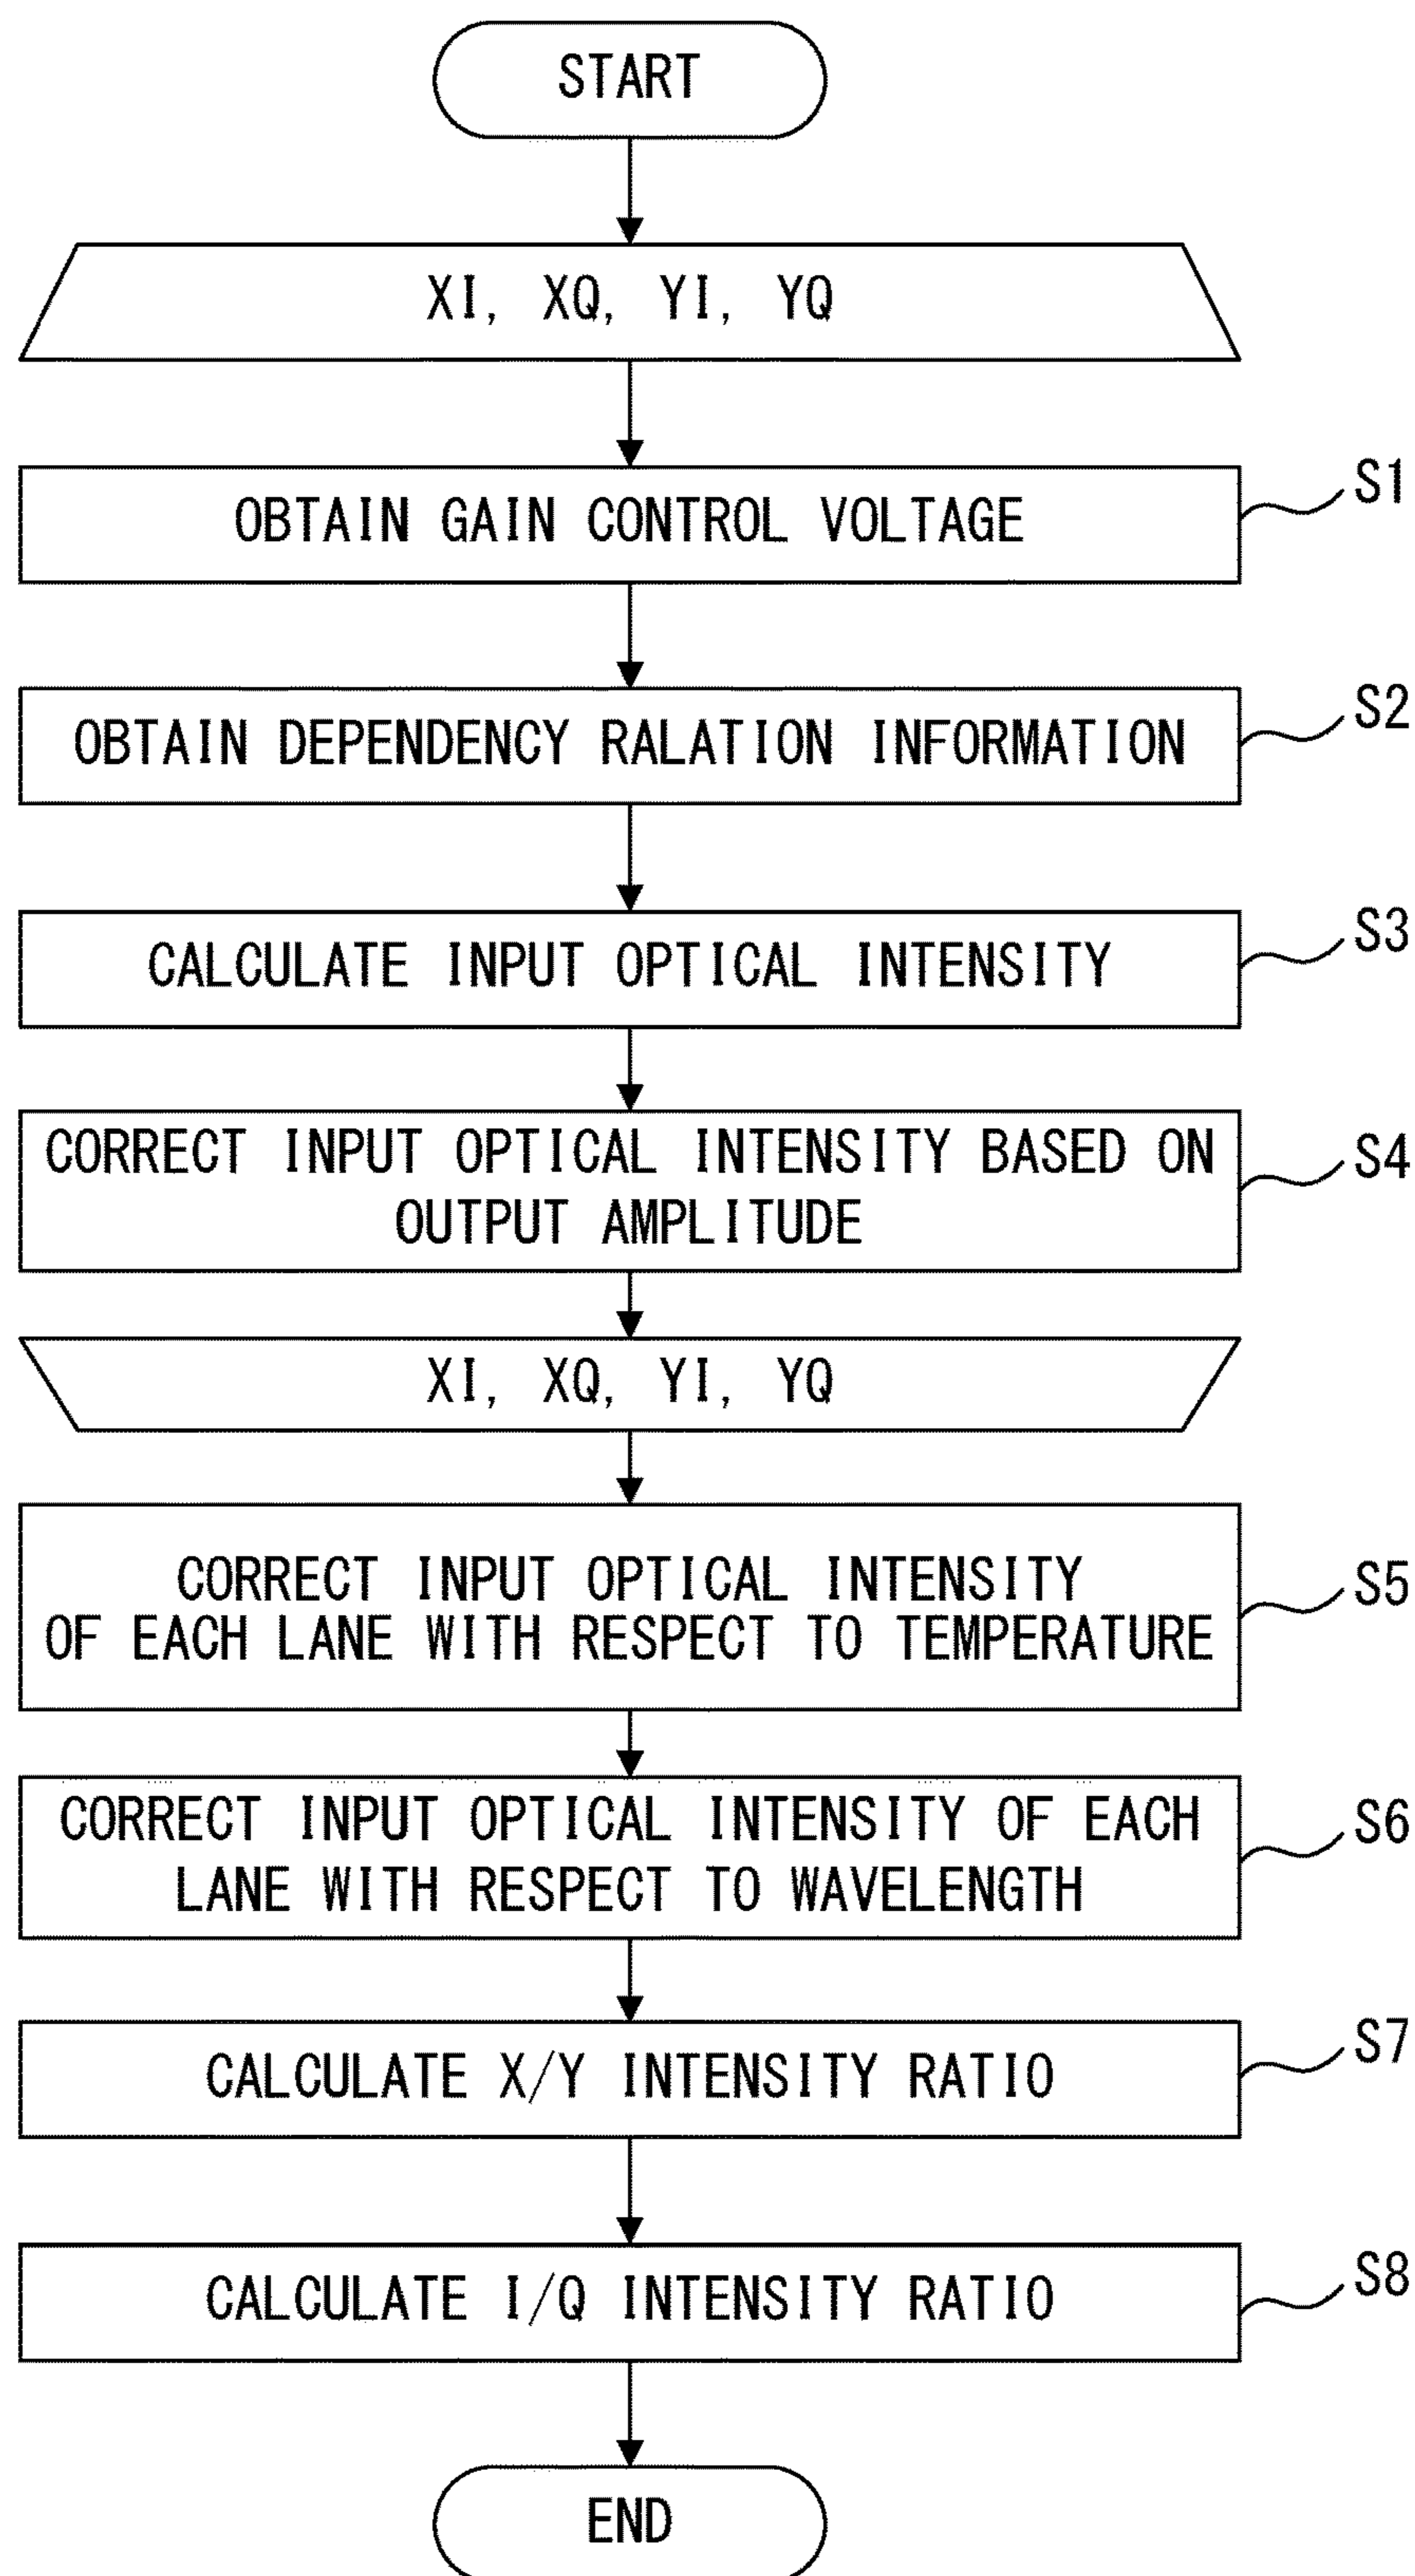 START
XI, XQ, YI, YQ
OBTAIN GAIN CONTROL VOLTAGE
S1
OBTAIN DEPENDENCY RALATION INFORMATION
S2
CALCULATE INPUT OPTICAL INTENSITY
S3
CORRECT INPUT OPTICAL INTENSITY BASED ON
OUTPUT AMPLITUDE
S4
XI, XQ, YI, YQ
CORRECT INPUT OPTICAL INTENSITY
OF EACH LANE WITH RESPECT TO TEMPERATURE
S5
CORRECT INPUT OPTICAL INTENSITY OF EACH
LANE WITH RESPECT TO WAVELENGTH
S6
CALCULATE X/Y INTENSITY RATIO
S7
CALCULATE I/Q INTENSITY RATIO
S8
END